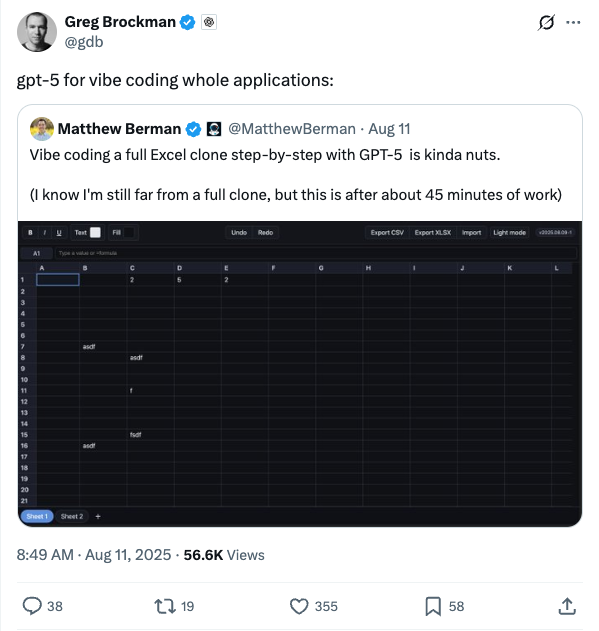 Greg Brockman
@gdb
gpt-5 for vibe coding whole applications:
Matthew Berman @MatthewBerman · Aug 11
Vibe coding a full Excel clone step-by-step with GPT-5 is kinda nuts.
(I know I'm still far from a full clone, but this is after about 45 minutes of work)
B I U Text Fill Undo Redo Export CSV Export XLSX Import Light mode v2025.08.09-1
A1 Type a value or =formula
A B C D E F G H I J K L
1 2 5 2
2
3
4
5
6
7 asdf
8 asdf
9
10
11 f
12
13
14
15 fsdf
16 asdf
17
18
19
20
21
Sheet 1 Sheet 2 +
8:49 AM · Aug 11, 2025 · 56.6K Views
38 19 355 58